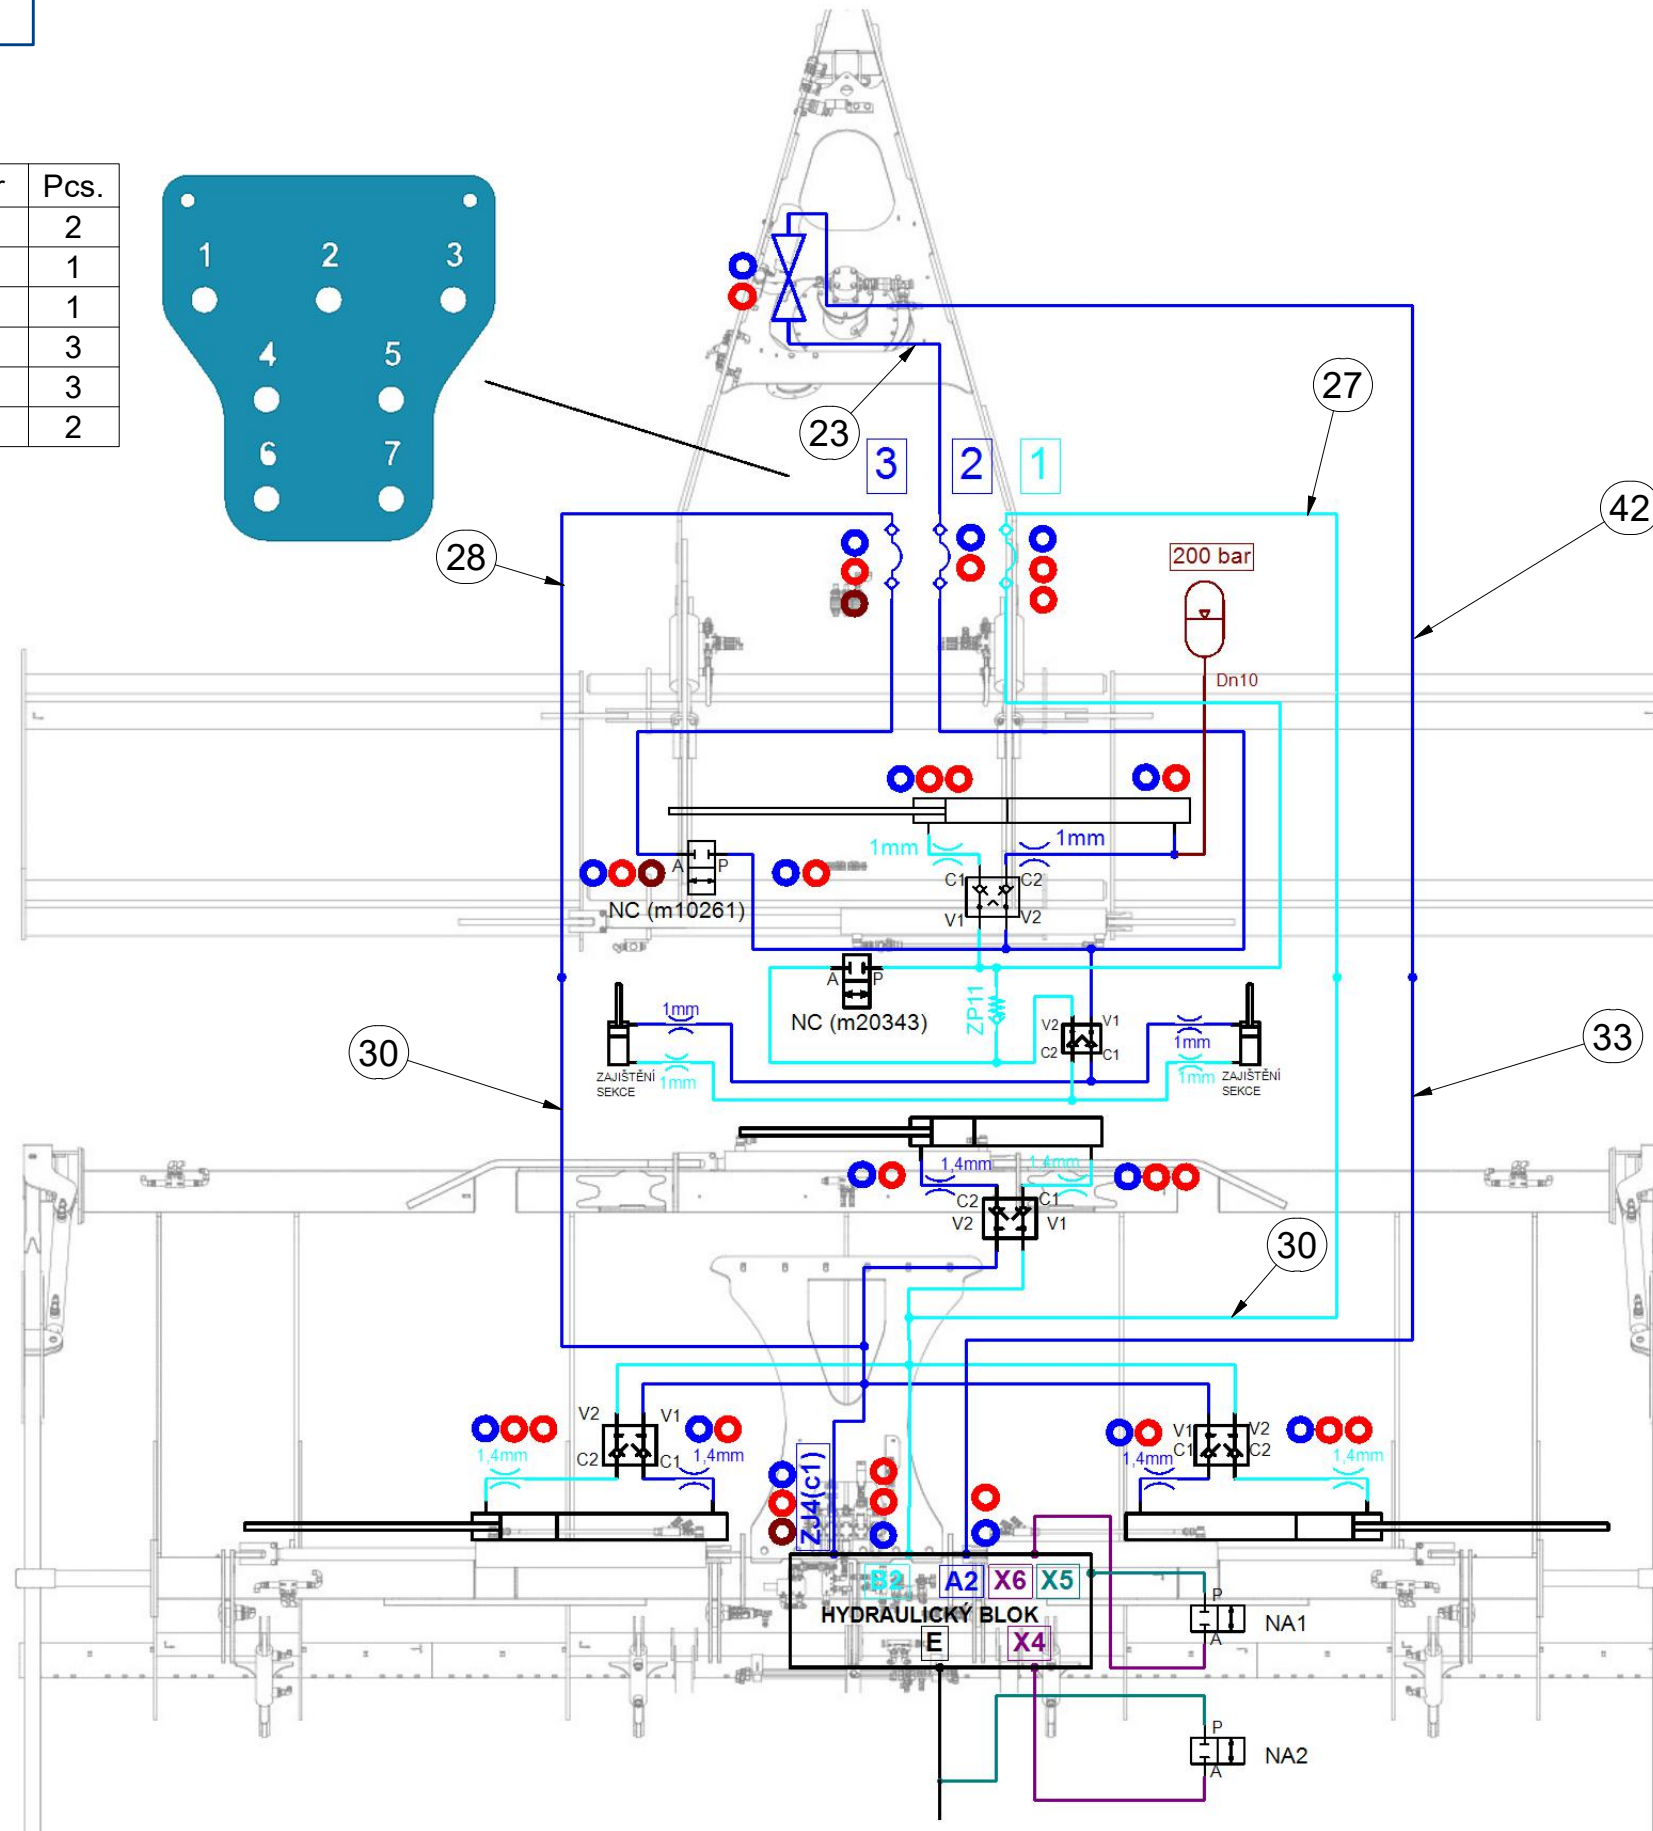 r Pcs.
2
1
1
3
3
2
1 2 3
4 5
6 7
23
27
3 2 1
42
28
200 bar
Dn10
1mm 1mm
A P
C1 C2
NC (m10261)
V1 V2
A P
NC (m20343)
ZP11
1mm
V2 V1
1mm
C2 C1
30
33
ZAJIŠTĚNÍ
SEKCE
1mm
1mm
ZAJIŠTĚNÍ
SEKCE
1,4mm 1,4mm
C2 C1
V2 V1
30
V2 V1
C2 C1
1,4mm 1,4mm
V1 V2
C1 C2
1,4mm 1,4mm
ZJ4(c1)
B2 A2 X6 X5
HYDRAULICKÝ BLOK
E X4
P
NA1
A
P
NA2
A